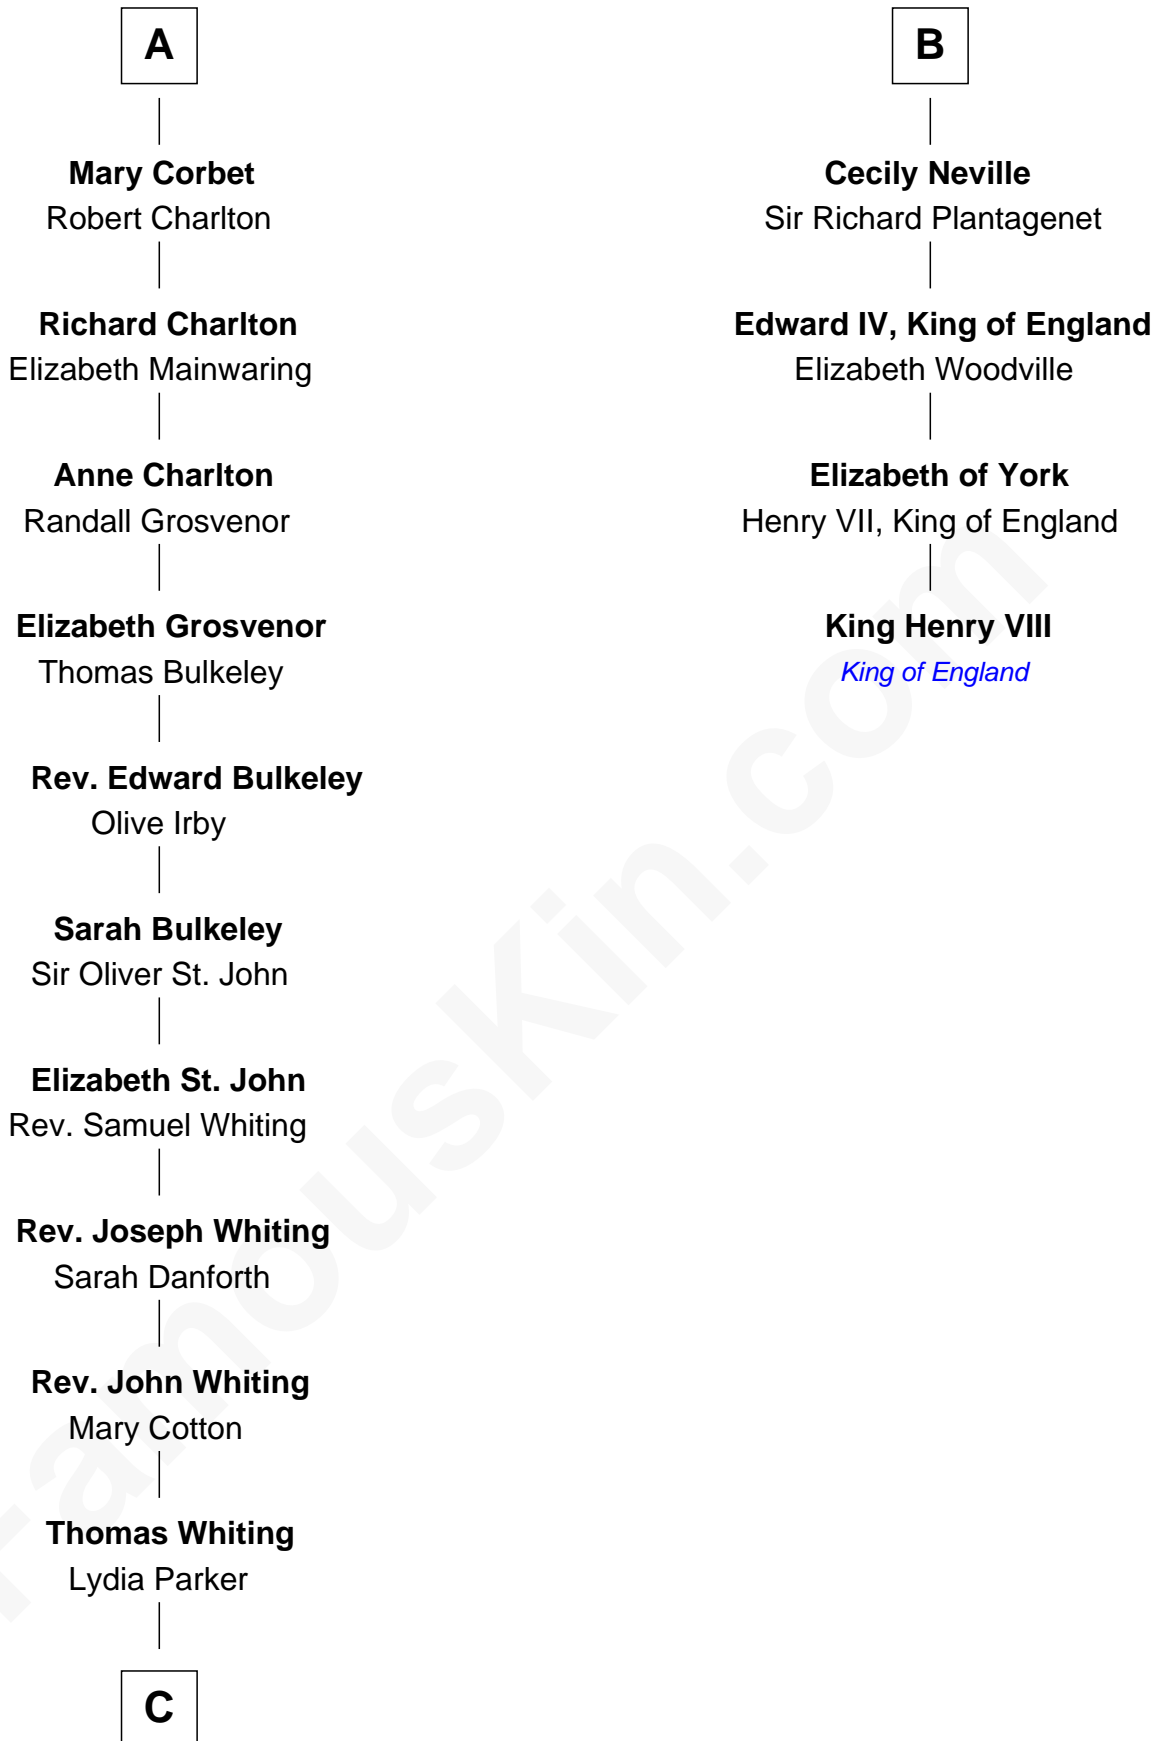 A
Mary Corbet
Robert Charlton
Richard Charlton
Elizabeth Mainwaring
Anne Charlton
Randall Grosvenor
Elizabeth Grosvenor
Thomas Bulkeley
Rev. Edward Bulkeley
Olive Irby
Sarah Bulkeley
Sir Oliver St. John
Elizabeth St. John
Rev. Samuel Whiting
Rev. Joseph Whiting
Sarah Danforth
Rev. John Whiting
Mary Cotton
Thomas Whiting
Lydia Parker
C
B
Cecily Neville
Sir Richard Plantagenet
Edward IV, King of England
Elizabeth Woodville
Elizabeth of York
Henry VII, King of England
King Henry VIII
King of England
FamousKin.com